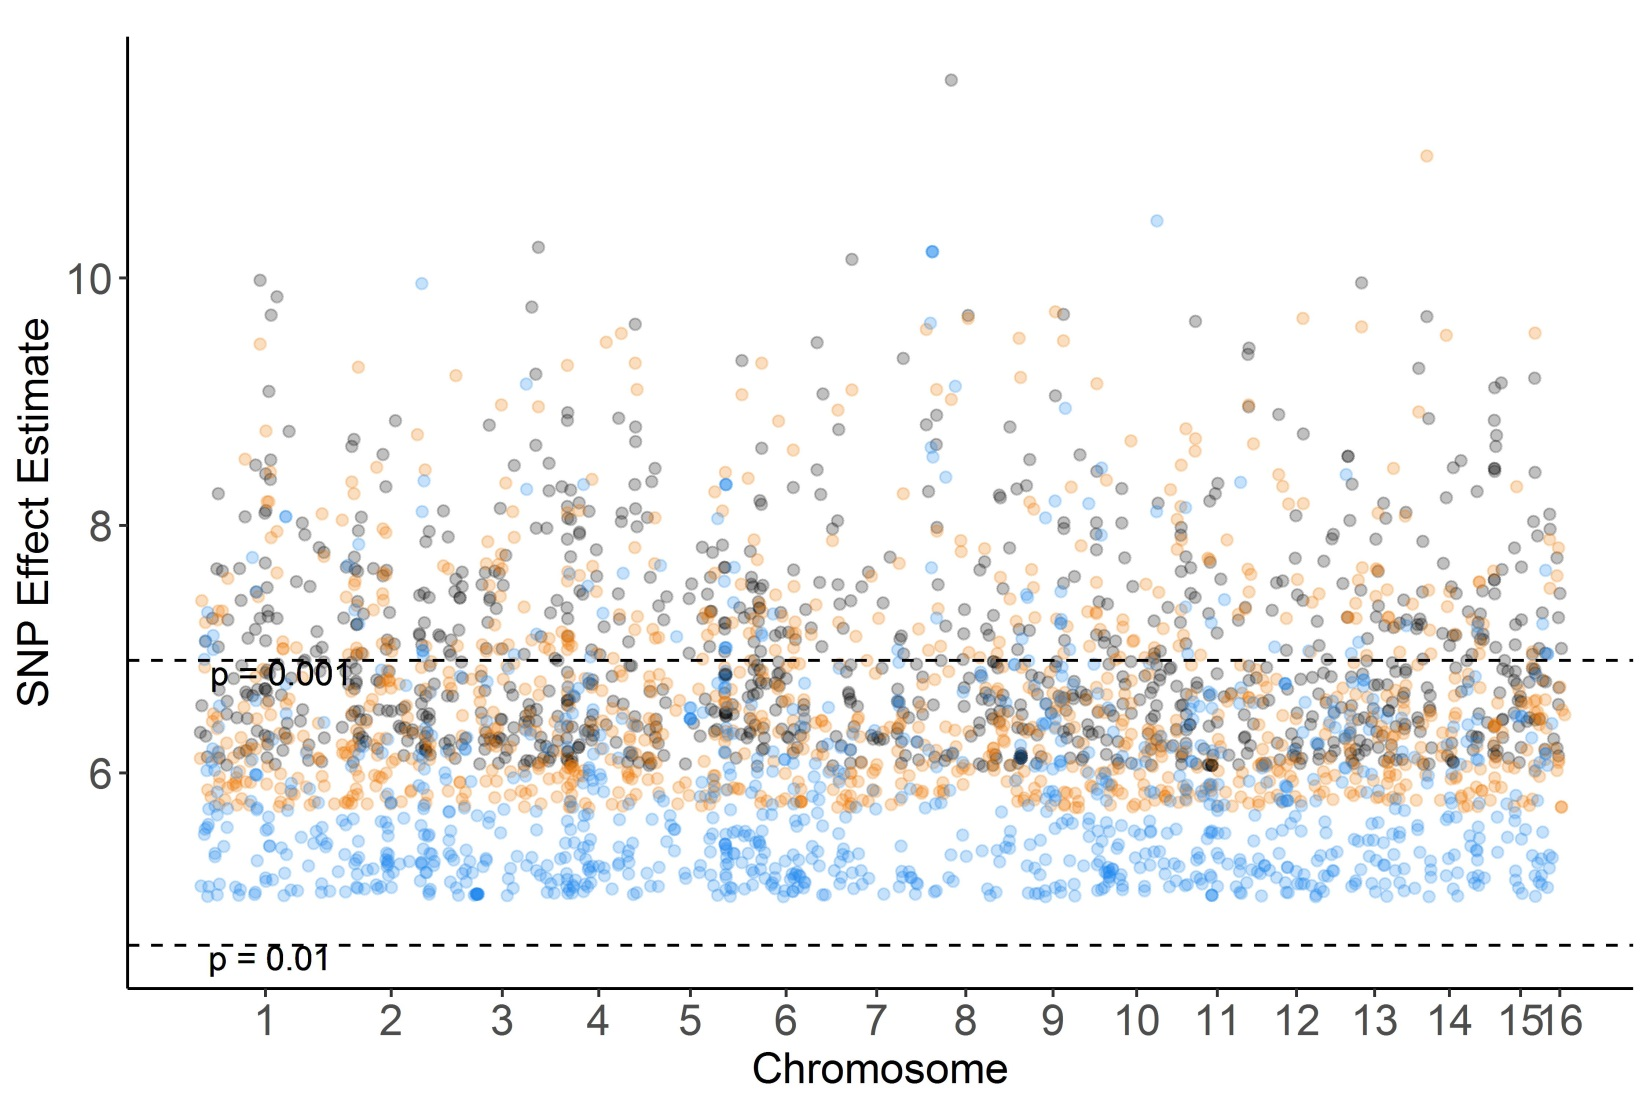 SNP Effect Estimate
10
8
6
p = 0.001
p = 0.01
1 2 3 4 5 6 7 8 9 10 11 12 13 14 15 16
Chromosome